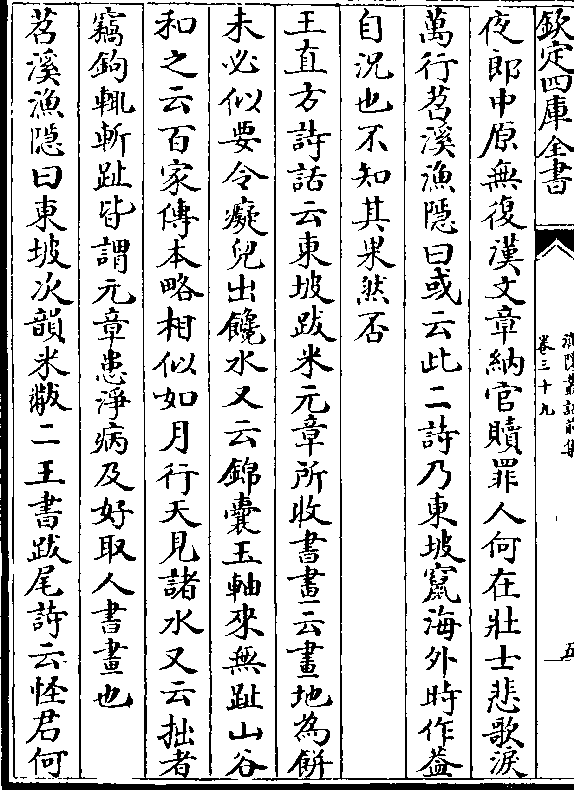 欽定四庫全書
漁隱叢話前集
卷三十九
五
夜郎中原無復漢文章納官贖罪人何在壯士悲歌淚
萬行苕溪漁隱曰或云此二詩乃東坡竄海外時作葢
自況也不知其果然否
王直方詩話云東坡跋米元章所收書畫云畫地為餅
未必似要令癡兒出饞水又云錦囊玉軸來無趾山谷
和之云百家傳本略相似如月行天見諸水又云拙者
竊鉤輒斬趾皆謂元章患淨病及好取人書畫也
苕溪漁隱曰東坡次韻米黻二王書跋尾詩云怪君何